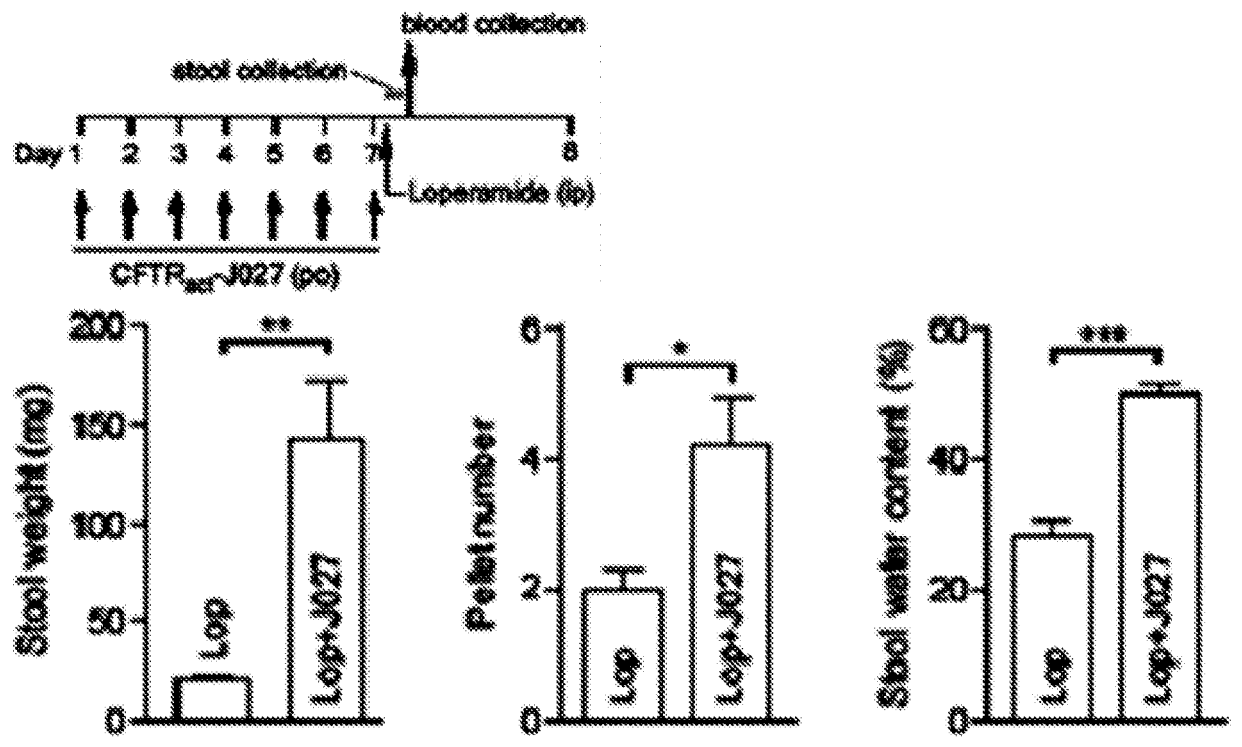 blood collection
stool collection
Day 1 2 3 4 5 6 7 8
Loperamide (ip)
CFTRact-J027 (po)
200
150
100
50
0
Stool weight (mg)
**
Lop
Lop+J027
6
4
2
0
Pellet number
*
Lop
Lop+J027
60
40
20
0
Stool water content (%)
***
Lop
Lop+J027